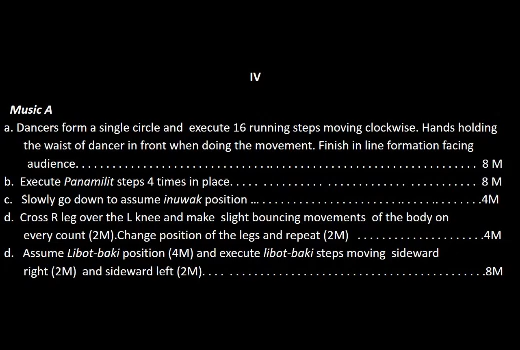 IV
Music A
a. Dancers form a single circle and execute 16 running steps moving clockwise. Hands holding
the waist of dancer in front when doing the movement. Finish in line formation facing
audience. . . . . . . . . . . . . . . . . . . . . . . . . . . . . . . . . . . . . . . . . . . . . . . . . . . . . . . . . . . . . . . . . . . 8 M
b. Execute Panamilit steps 4 times in place. . . . . . . . . . . . . . . . . . . . . . . . . . . . . . . . . . . . . . . . . 8 M
c. Slowly go down to assume inuwak position ... . . . . . . . . . . . . . . . . . . . . . . . . . . . . . . . . . . . . .4M
d. Cross R leg over the L knee and make slight bouncing movements of the body on
every count (2M).Change position of the legs and repeat (2M) . . . . . . . . . . . . . . . . . . . . .4M
d. Assume Libot-baki position (4M) and execute libot-baki steps moving sideward
right (2M) and sideward left (2M). . . . . . . . . . . . . . . . . . . . . . . . . . . . . . . . . . . . . . . . . . . . . .8M